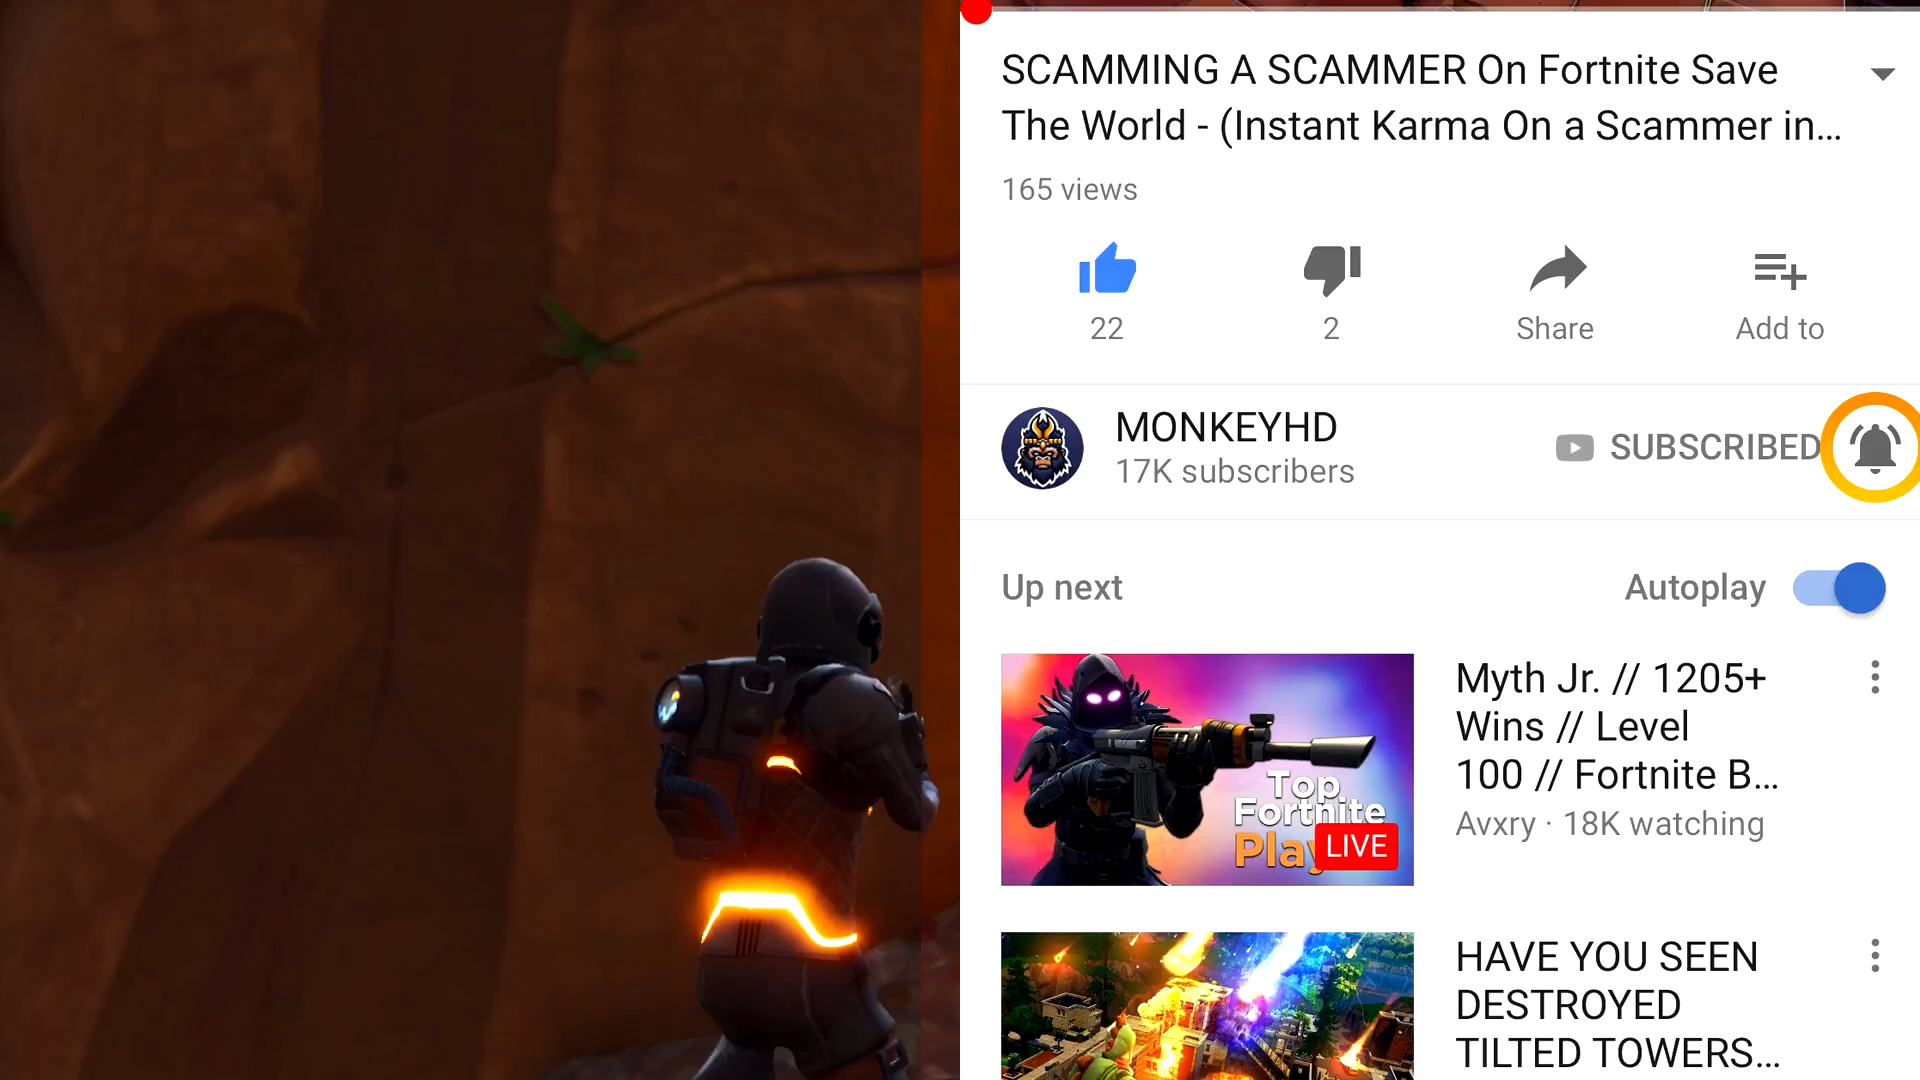 SCAMMING A SCAMMER On Fortnite Save
The World - (Instant Karma On a Scammer in...
165 views
22
2
Share
Add to
MONKEYHD
17K subscribers
SUBSCRIBED
Up next
Autoplay
Top
Fortnite
Play
LIVE
Myth Jr. // 1205+
Wins // Level
100 // Fortnite B...
Avxry · 18K watching
HAVE YOU SEEN
DESTROYED
TILTED TOWERS...